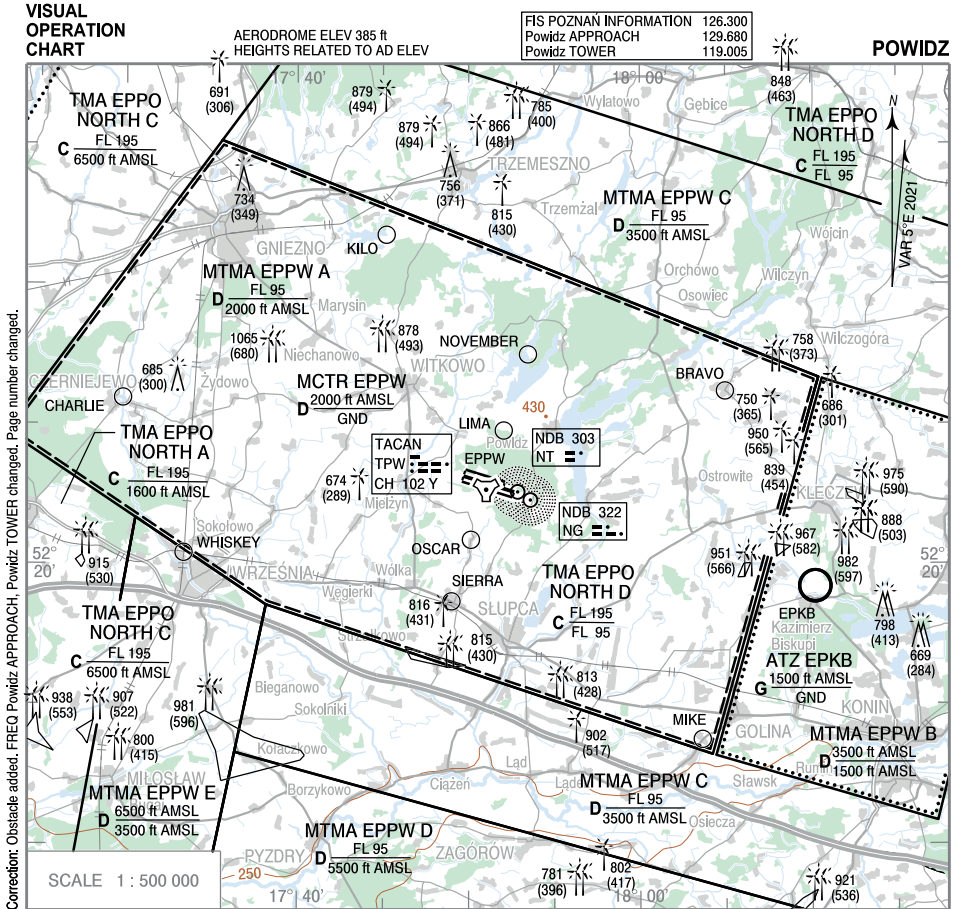 VISUAL
OPERATION
CHART
AERODROME ELEV 385 ft
HEIGHTS RELATED TO AD ELEV
FIS POZNAŃ INFORMATION 126.300
Powidz APPROACH 129.680
Powidz TOWER 119.005
POWIDZ
17°40'
18°00'
691
(306)
879
(494)
785
(400)
848
(463)
Wylatowo
Gębice
TMA EPPO
NORTH C
C FL 195
6500 ft AMSL
879
(494)
866
(481)
TMA EPPO
NORTH D
C FL 195
FL 95
N
VAR 5°E 2021
TRZEMESZNO
734
(349)
756
(371)
815
(430)
Trzemżal
MTMA EPPW C
D FL 95
3500 ft AMSL
Wójcin
GNIEZNO
KILO
MTMA EPPW A
D FL 95
2000 ft AMSL
Orchowo
Osowiec
Wilczyn
Marysin
1065
(680)
Niechanowo
878
(493)
WITKOWO
NOVEMBER
758
(373)
Wilczogóra
685
(300)
CZERNIEJEWO
Żydowo
CHARLIE
MCTR EPPW
D 2000 ft AMSL
GND
BRAVO
750
(365)
686
(301)
430
LIMA
Powidz
EPPW
TMA EPPO
NORTH A
C FL 195
1600 ft AMSL
TACAN
TPW
CH 102 Y
NDB 303
NT
950
(565)
839
(454)
Ostrowite
674
(289)
Mielżyn
975
(590)
KLECZ
888
(503)
NDB 322
NG
Sokołowo
WHISKEY
OSCAR
967
(582)
951
(566)
982
(597)
52°
20'
52°
20'
915
(530)
WRZEŚNIA
Wólka
Węgierki
SIERRA
816
(431)
SŁUPCA
TMA EPPO
NORTH D
C FL 195
FL 95
EPKB
Kazimierz
Biskupi
798
(413)
669
(284)
TMA EPPO
NORTH C
C FL 195
6500 ft AMSL
Strzałkowo
815
(430)
ATZ EPKB
G 1500 ft AMSL
GND
938
(553)
907
(522)
981
(596)
Bieganowo
Sokolniki
813
(428)
KONIN
800
(415)
902
(517)
MIKE
GOLINA
MTMA EPPW B
D 3500 ft AMSL
1500 ft AMSL
Kołaczkowo
Ląd
MIŁOSŁAW
Borzykowo
Ciążeń
Sławsk
MTMA EPPW E
D 6500 ft AMSL
3500 ft AMSL
MTMA EPPW C
D FL 95
3500 ft AMSL
Osiecza
MTMA EPPW D
D FL 95
5500 ft AMSL
PYZDRY
ZAGÓRÓW
250
802
(417)
781
(396)
921
(536)
SCALE 1 : 500 000
17°40'
18°00'
Correction: Obstacle added. FREQ Powidz APPROACH, Powidz TOWER changed. Page number changed.